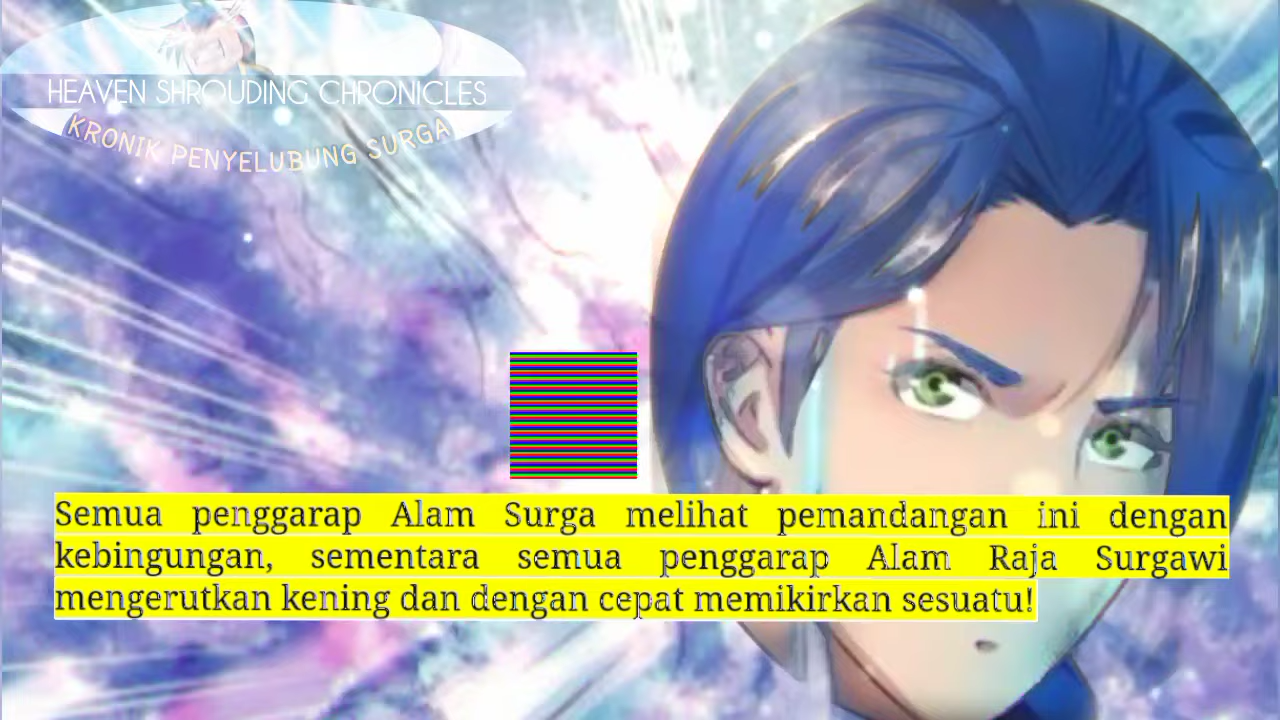 HEAVEN SHROUDING CHRONICLES
KRONIK PENYELUBUNG SURGA
Semua penggarap Alam Surga melihat pemandangan ini dengan
kebingungan, sementara semua penggarap Alam Raja Surgawi
mengerutkan kening dan dengan cepat memikirkan sesuatu!